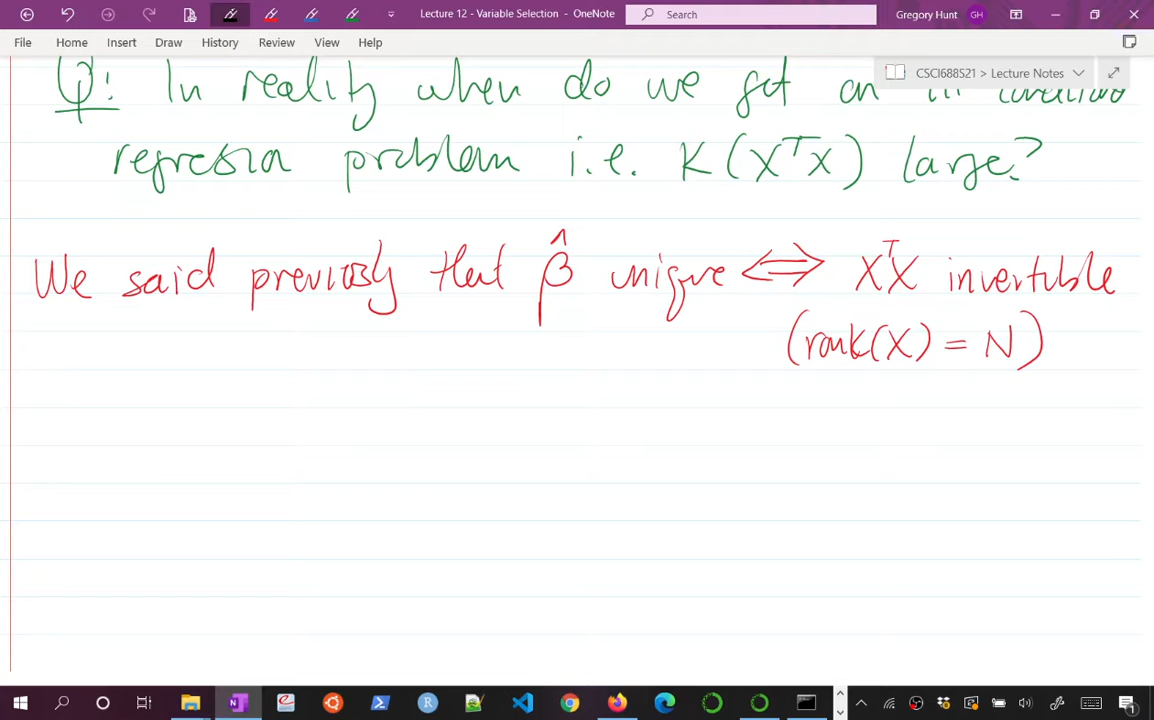 Lecture 12 - Variable Selection - OneNote
Search
Gregory Hunt
GH
File Home Insert Draw History Review View Help
CSCI688S21 > Lecture Notes
Q: In reality when do we get an ill
regression problem i.e. K(XᵀX) large?
We said previously that β̂ unique ⟺ XᵀX invertible
(rank(X) = N)